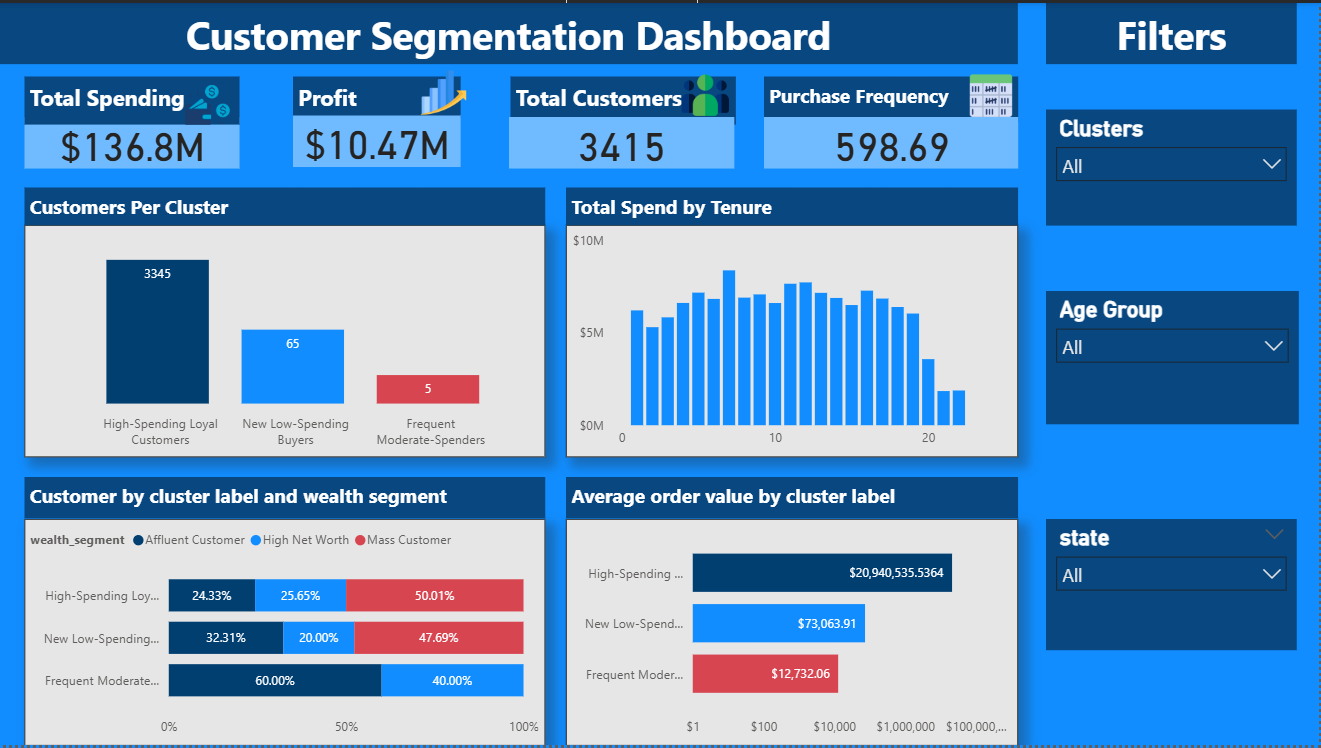 Customer Segmentation Dashboard
Filters
Total Spending
$136.8M
Profit
$10.47M
Total Customers
3415
Purchase Frequency
598.69
Clusters
All
Age Group
All
state
All
Customers Per Cluster
3345
65
5
High-Spending Loyal
Customers
New Low-Spending
Buyers
Frequent
Moderate-Spenders
Total Spend by Tenure
$10M
$5M
$0M
0 10 20
Customer by cluster label and wealth segment
wealth_segment Affluent Customer High Net Worth Mass Customer
High-Spending Loy... 24.33% 25.65% 50.01%
New Low-Spending... 32.31% 20.00% 47.69%
Frequent Moderate... 60.00% 40.00%
0% 50% 100%
Average order value by cluster label
High-Spending ... $20,940,535.5364
New Low-Spend... $73,063.91
Frequent Moder... $12,732.06
$1 $100 $10,000 $1,000,000 $100,000,...